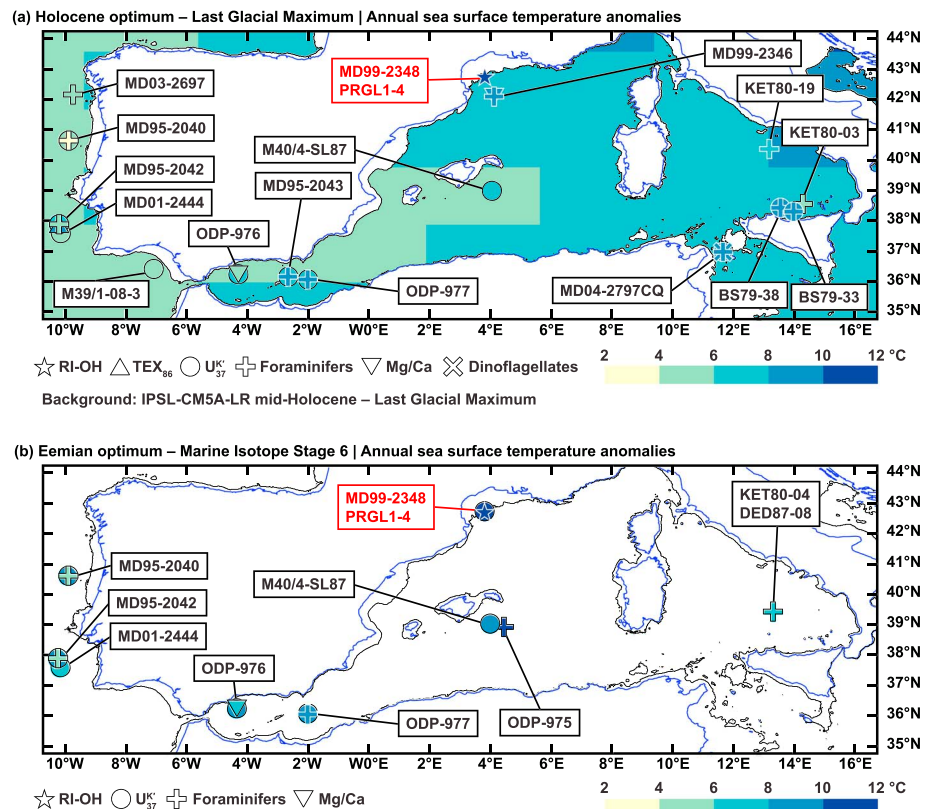 (a) Holocene optimum – Last Glacial Maximum | Annual sea surface temperature anomalies
44°N
43°N
42°N
41°N
40°N
39°N
38°N
37°N
36°N
35°N
MD03-2697
MD95-2040
MD95-2042
MD01-2444
M39/1-08-3
ODP-976
MD95-2043
M40/4-SL87
MD99-2348
PRGL1-4
MD99-2346
KET80-19
KET80-03
ODP-977
MD04-2797CQ
BS79-38
BS79-33
10°W 8°W 6°W 4°W 2°W W0°E 2°E 4°E 6°E 8°E 10°E 12°E 14°E 16°E
RI-OH TEX86 UK'37 Foraminifers Mg/Ca Dinoflagellates
2 4 6 8 10 12 °C
Background: IPSL-CM5A-LR mid-Holocene – Last Glacial Maximum
(b) Eemian optimum – Marine Isotope Stage 6 | Annual sea surface temperature anomalies
44°N
43°N
42°N
41°N
40°N
39°N
38°N
37°N
36°N
35°N
MD99-2348
PRGL1-4
KET80-04
DED87-08
MD95-2040
M40/4-SL87
MD95-2042
MD01-2444
ODP-976
ODP-977
ODP-975
10°W 8°W 6°W 4°W 2°W W0°E 2°E 4°E 6°E 8°E 10°E 12°E 14°E 16°E
RI-OH UK'37 Foraminifers Mg/Ca
2 4 6 8 10 12 °C